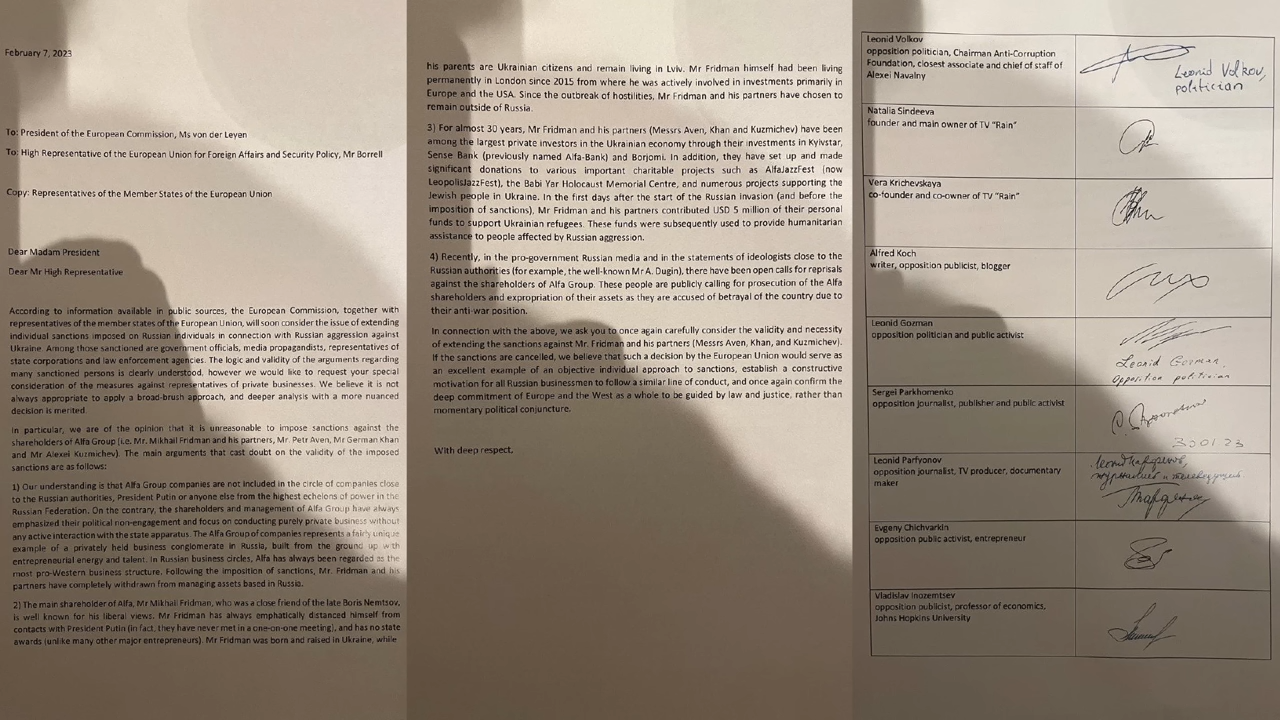 February 7, 2023
To: President of the European Commission, Ms von der Leyen
To: High Representative of the European Union for Foreign Affairs and Security Policy, Mr Borrell
Copy: Representatives of the Member States of the European Union
Dear Madam President
Dear Mr High Representative
According to information available in public sources, the European Commission, together with
representatives of the member states of the European Union, will soon consider the issue of extending
individual sanctions imposed on Russian individuals in connection with Russian aggression against
Ukraine. Among those sanctioned are government officials, media propagandists, representatives of
state corporations and law enforcement agencies. The logic and validity of the arguments regarding
many sanctioned persons is clearly understood, however we would like to request your special
consideration of the measures against representatives of private businesses. We believe it is not
always appropriate to apply a broad-brush approach, and deeper analysis with a more nuanced
decision is merited.
In particular, we are of the opinion that it is unreasonable to impose sanctions against the
shareholders of Alfa Group (i.e. Mr. Mikhail Fridman and his partners, Mr. Petr Aven, Mr German Khan
and Mr Alexei Kuzmichev). The main arguments that cast doubt on the validity of the imposed
sanctions are as follows:
1) Our understanding is that Alfa Group companies are not included in the circle of companies close
to the Russian authorities, President Putin or anyone else from the highest echelons of power in the
Russian Federation. On the contrary, the shareholders and management of Alfa Group have always
emphasized their political non-engagement and focus on conducting purely private business without
any active interaction with the state apparatus. The Alfa Group of companies represents a fairly unique
example of a privately held business conglomerate in Russia, built from the ground up with
entrepreneurial energy and talent. In Russian business circles, Alfa has always been regarded as the
most pro-Western business structure. Following the imposition of sanctions, Mr. Fridman and his
partners have completely withdrawn from managing assets based in Russia.
2) The main shareholder of Alfa, Mr Mikhail Fridman, who was a close friend of the late Boris Nemtsov,
is well known for his liberal views. Mr Fridman has always emphatically distanced himself from
contacts with President Putin (in fact, they have never met in a one-on-one meeting), and has no state
awards (unlike many other major entrepreneurs). Mr Fridman was born and raised in Ukraine, while
his parents are Ukrainian citizens and remain living in Lviv. Mr Fridman himself had been living
permanently in London since 2015 from where he was actively involved in investments primarily in
Europe and the USA. Since the outbreak of hostilities, Mr Fridman and his partners have chosen to
remain outside of Russia.
3) For almost 30 years, Mr Fridman and his partners (Messrs Aven, Khan and Kuzmichev) have been
among the largest private investors in the Ukrainian economy through their investments in Kyivstar,
Sense Bank (previously named Alfa-Bank) and Borjomi. In addition, they have set up and made
significant donations to various important charitable projects such as AlfaJazzFest (now
LeopolisJazzFest), the Babi Yar Holocaust Memorial Centre, and numerous projects supporting the
Jewish people in Ukraine. In the first days after the start of the Russian Invasion (and before the
imposition of sanctions), Mr Fridman and his partners contributed USD 5 million of their personal
funds to support Ukrainian refugees. These funds were subsequently used to provide humanitarian
assistance to people affected by Russian aggression.
4) Recently, in the pro-government Russian media and in the statements of ideologists close to the
Russian authorities (for example, the well-known Mr A. Dugin), there have been open calls for reprisals
against the shareholders of Alfa Group. These people are publicly calling for prosecution of the Alfa
shareholders and expropriation of their assets as they are accused of betrayal of the country due to
their anti-war position.
In connection with the above, we ask you to once again carefully consider the validity and necessity
of extending the sanctions against Mr. Fridman and his partners (Messrs Aven, Khan, and Kuzmichev).
If the sanctions are cancelled, we believe that such a decision by the European Union would serve as
an excellent example of an objective individual approach to sanctions, establish a constructive
motivation for all Russian businessmen to follow a similar line of conduct, and once again confirm the
deep commitment of Europe and the West as a whole to be guided by law and justice, rather than
momentary political conjuncture.
With deep respect,
Leonid Volkov
opposition politician, Chairman Anti-Corruption
Foundation, closest associate and chief of staff of
Alexei Navalny
Leonid Volkov,
politician
Natalia Sindeeva
founder and main owner of TV "Rain"
Vera Krichevskaya
co-founder and co-owner of TV "Rain"
Alfred Koch
writer, opposition publicist, blogger
Leonid Gozman
opposition politician and public activist
Leonid Gozman,
Opposition politician
Sergei Parkhomenko
opposition journalist, publisher and public activist
30 01 23
Leonid Parfyonov
opposition journalist, TV producer, documentary
maker
Леонид Парфенов,
журналист и телеведущий
Evgeny Chichvarkin
opposition public activist, entrepreneur
Vladislav Inozemtsev
opposition publicist, professor of economics,
Johns Hopkins University